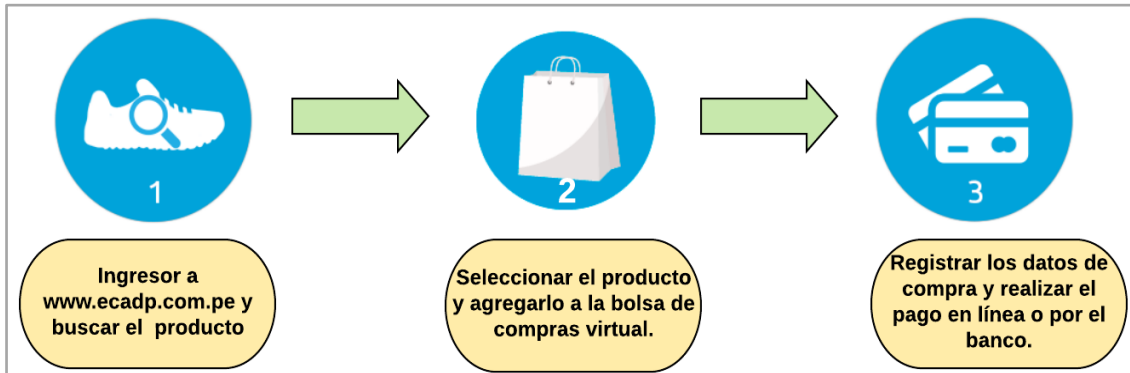 1
2
3
Ingresor a
www.ecadp.com.pe y
buscar el producto
Seleccionar el producto
y agregarlo a la bolsa de
compras virtual.
Registrar los datos de
compra y realizar el
pago en línea o por el
banco.